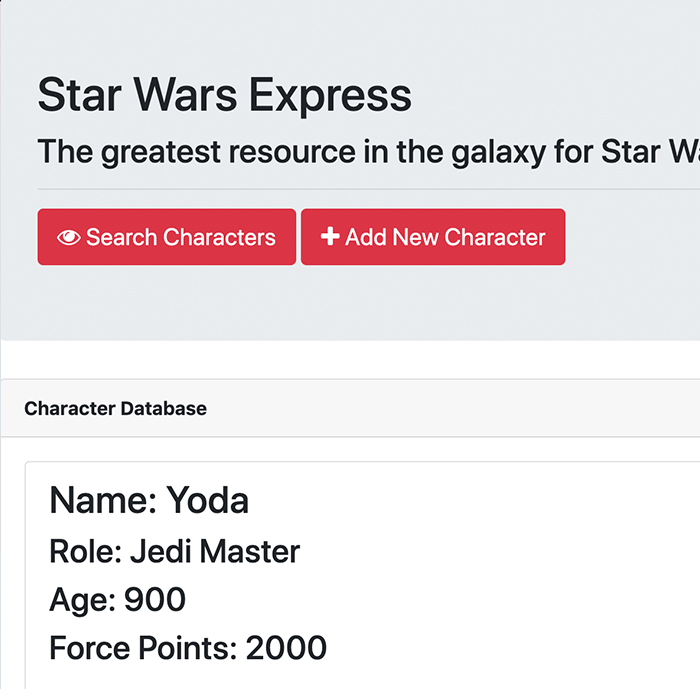 Star Wars Express
The greatest resource in the galaxy for Star
Search Characters
Add New Character
Character Database
Name: Yoda
Role: Jedi Master
Age: 900
Force Points: 2000